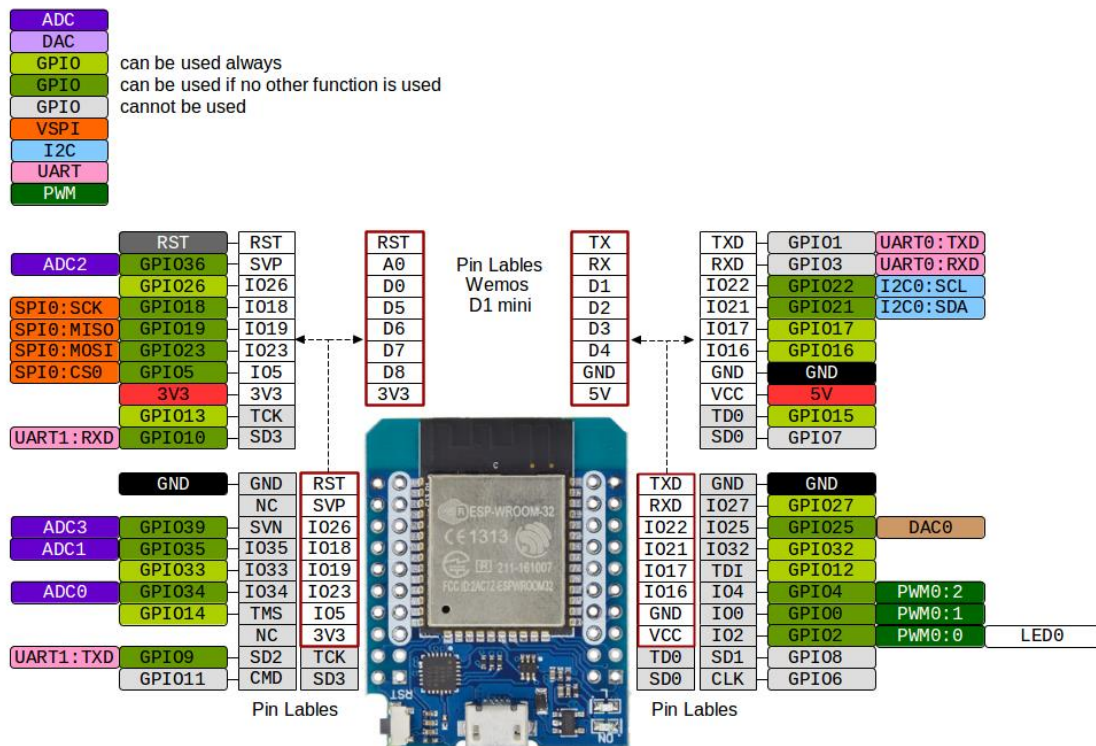 ADC
DAC
GPIO can be used always
GPIO can be used if no other function is used
GPIO cannot be used
VSPI
I2C
UART
PWM
RST RST RST TX TXD GPIO1 UART0:TXD
ADC2 GPIO36 SVP A0 Pin Lables RX RXD GPIO3 UART0:RXD
GPIO26 IO26 D0 Wemos D1 IO22 GPIO22 I2C0:SCL
SPI0:SCK GPIO18 IO18 D5 D1 mini D2 IO21 GPIO21 I2C0:SDA
SPI0:MISO GPIO19 IO19 D6 D3 IO17 GPIO17
SPI0:MOSI GPIO23 IO23 D7 D4 IO16 GPIO16
SPI0:CS0 GPIO5 IO5 D8 GND GND GND
3V3 3V3 3V3 5V VCC 5V
GPIO13 TCK TD0 GPIO15
UART1:RXD GPIO10 SD3 SD0 GPIO7
GND GND RST TXD GND GND
NC SVP RXD IO27 GPIO27
ADC3 GPIO39 SVN IO26 ESP-WROOM-32 IO22 IO25 GPIO25 DAC0
ADC1 GPIO35 IO35 IO18 CE1313 IO21 IO32 GPIO32
GPIO33 IO33 IO19 R 211-161007 IO17 TDI GPIO12
ADC0 GPIO34 IO34 IO23 FCC ID:2AC7Z-ESPWROOM32 IO16 IO4 GPIO4 PWM0:2
GPIO14 TMS IO5 GND IO0 GPIO0 PWM0:1
NC 3V3 VCC IO2 GPIO2 PWM0:0 LED0
UART1:TXD GPIO9 SD2 TCK TD0 SD1 GPIO8
GPIO11 CMD SD3 SD0 CLK GPIO6
Pin Lables RST L Pin Lables
ON